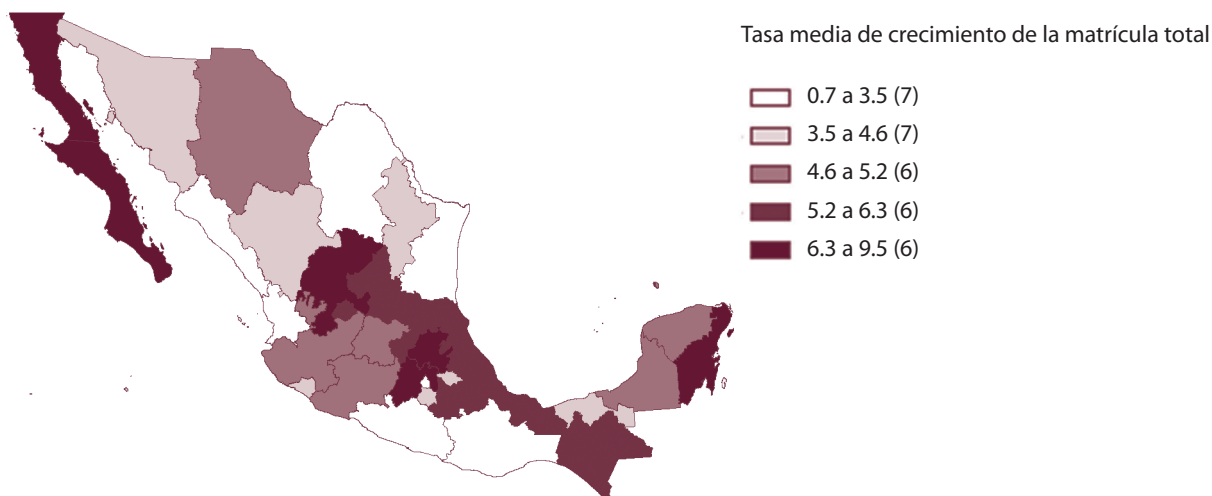 Tasa media de crecimiento de la matrícula total
0.7 a 3.5 (7)
3.5 a 4.6 (7)
4.6 a 5.2 (6)
5.2 a 6.3 (6)
6.3 a 9.5 (6)